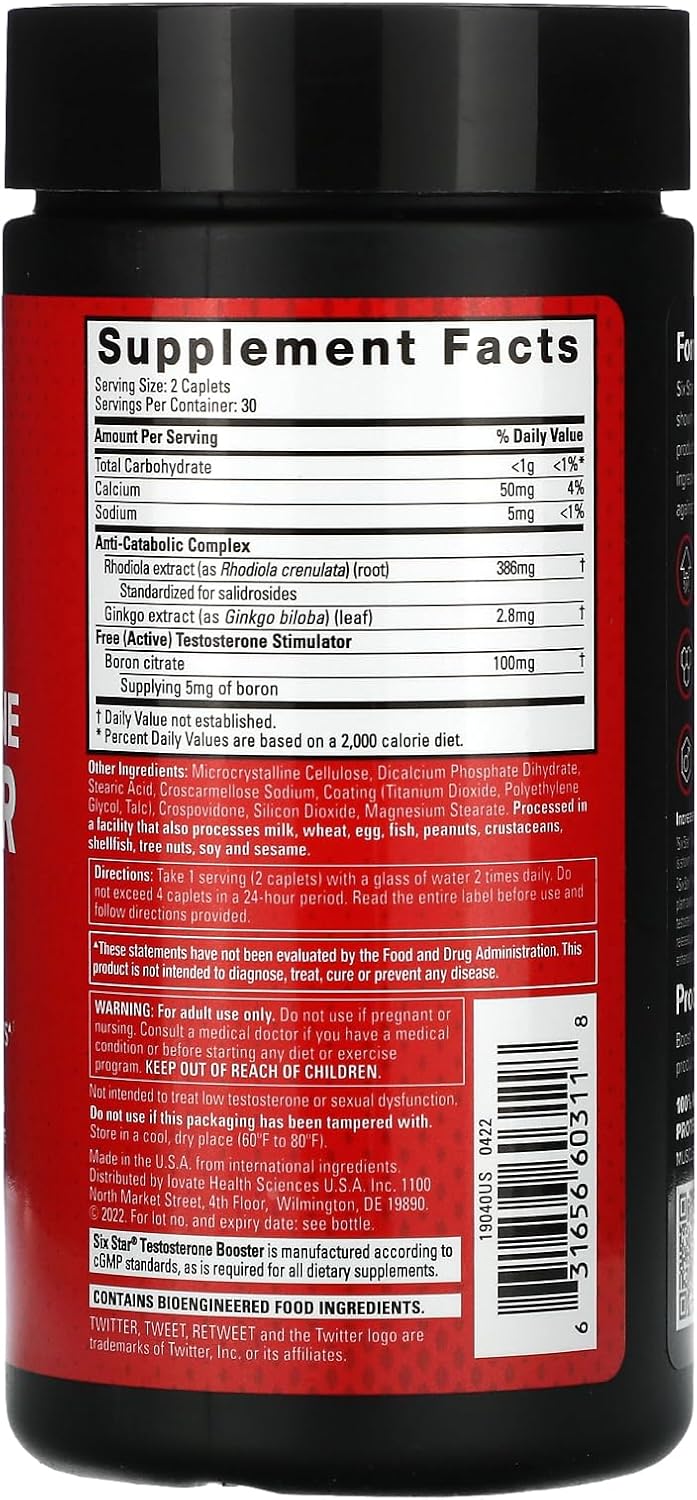 Supplement Facts
Serving Size: 2 Caplets
Servings Per Container: 30
Amount Per Serving % Daily Value
Total Carbohydrate <1g <1%*
Calcium 50mg 4%
Sodium 5mg <1%
Anti-Catabolic Complex
Rhodiola extract (as Rhodiola crenulata) (root) 386mg †
Standardized for salidrosides
Ginkgo extract (as Ginkgo biloba) (leaf) 2.8mg †
Free (Active) Testosterone Stimulator
Boron citrate 100mg †
Supplying 5mg of boron
† Daily Value not established.
* Percent Daily Values are based on a 2,000 calorie diet.
Other Ingredients: Microcrystalline Cellulose, Dicalcium Phosphate Dihydrate,
Stearic Acid, Croscarmellose Sodium, Coating (Titanium Dioxide, Polyethylene
Glycol, Talc), Crospovidone, Silicon Dioxide, Magnesium Stearate. Processed in
a facility that also processes milk, wheat, egg, fish, peanuts, crustaceans,
shellfish, tree nuts, soy and sesame.
Directions: Take 1 serving (2 caplets) with a glass of water 2 times daily. Do
not exceed 4 caplets in a 24-hour period. Read the entire label before use and
follow directions provided.
▲These statements have not been evaluated by the Food and Drug Administration. This
product is not intended to diagnose, treat, cure or prevent any disease.
WARNING: For adult use only. Do not use if pregnant or
nursing. Consult a medical doctor if you have a medical
condition or before starting any diet or exercise
program. KEEP OUT OF REACH OF CHILDREN.
Not intended to treat low testosterone or sexual dysfunction.
Do not use if this packaging has been tampered with.
Store in a cool, dry place (60°F to 80°F).
Made in the U.S.A. from international ingredients.
Distributed by Iovate Health Sciences U.S.A. Inc. 1100
North Market Street, 4th Floor, Wilmington, DE 19890.
© 2022. For lot no, and expiry date: see bottle.
Six Star® Testosterone Booster is manufactured according to
cGMP standards, as is required for all dietary supplements.
CONTAINS BIOENGINEERED FOOD INGREDIENTS.
TWITTER, TWEET, RETWEET and the Twitter logo are
trademarks of Twitter, Inc. or its affiliates.
19040US 0422
6 31656 60311 8